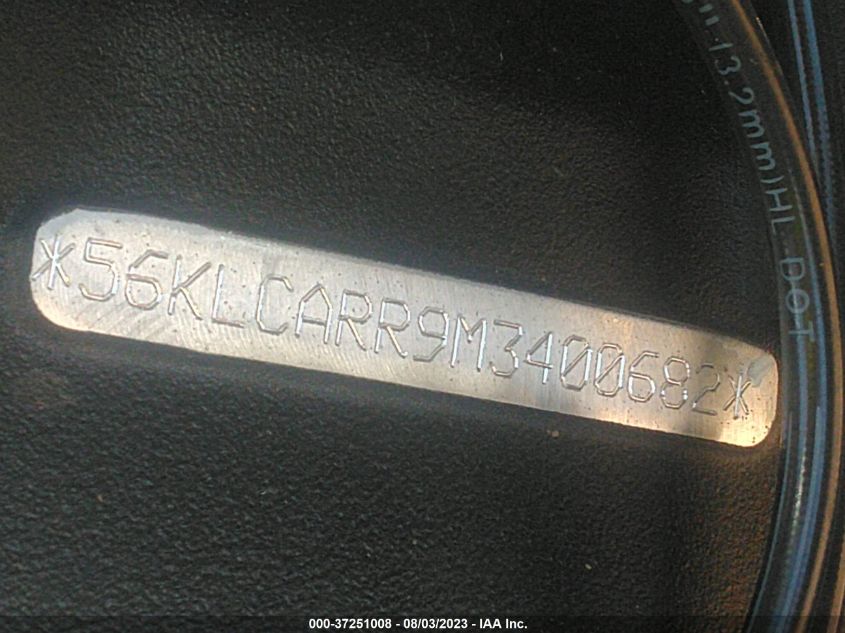 13.2mm)HL DOT
*56KLCARR9M3400682*
000-37251008 - 08/03/2023 - IAA Inc.